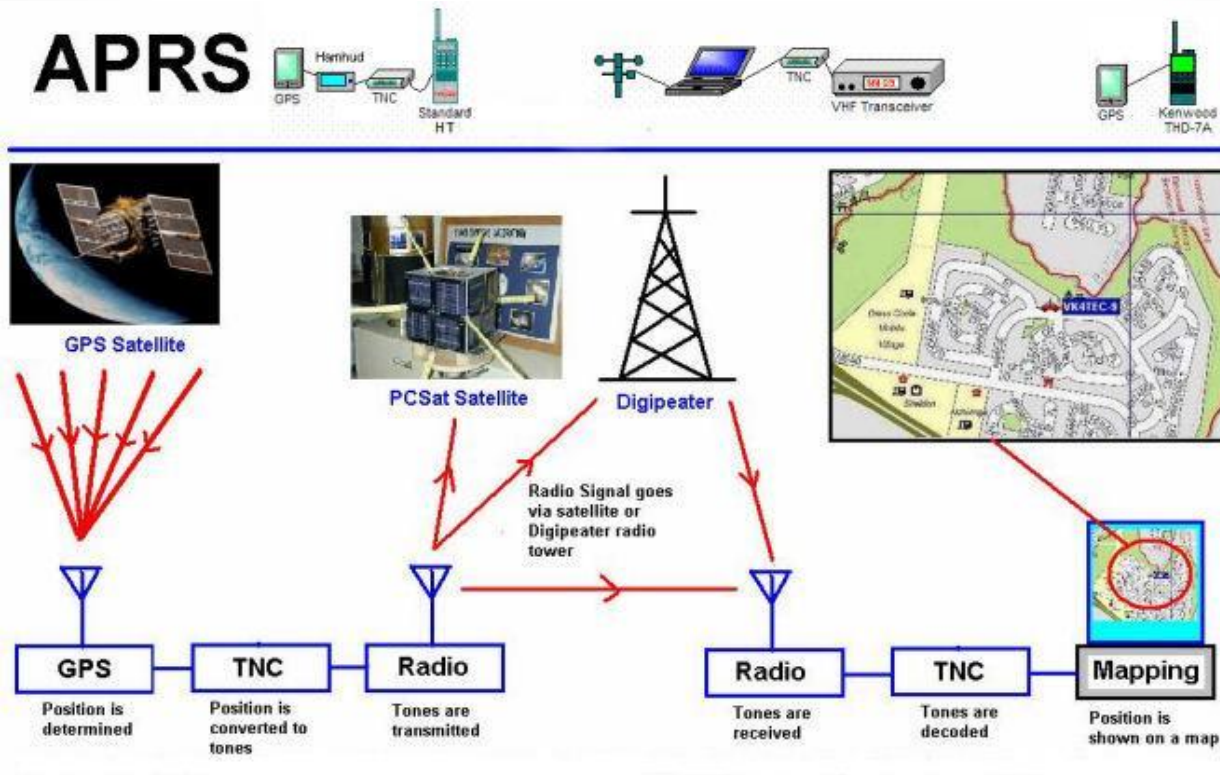 APRS
GPS
Hamhud
TNC
Standard
HT
TNC
VHF Transceiver
GPS
Kenwood
THD-7A
GPS Satellite
PCSat Satellite
Digipeater
VK4TEC-9
Village
Sheldon
Radio Signal goes
via satellite or
Digipeater radio
tower
GPS
TNC
Radio
Radio
TNC
Mapping
Position is
determined
Position is
converted to
tones
Tones are
transmitted
Tones are
received
Tones are
decoded
Position is
shown on a map